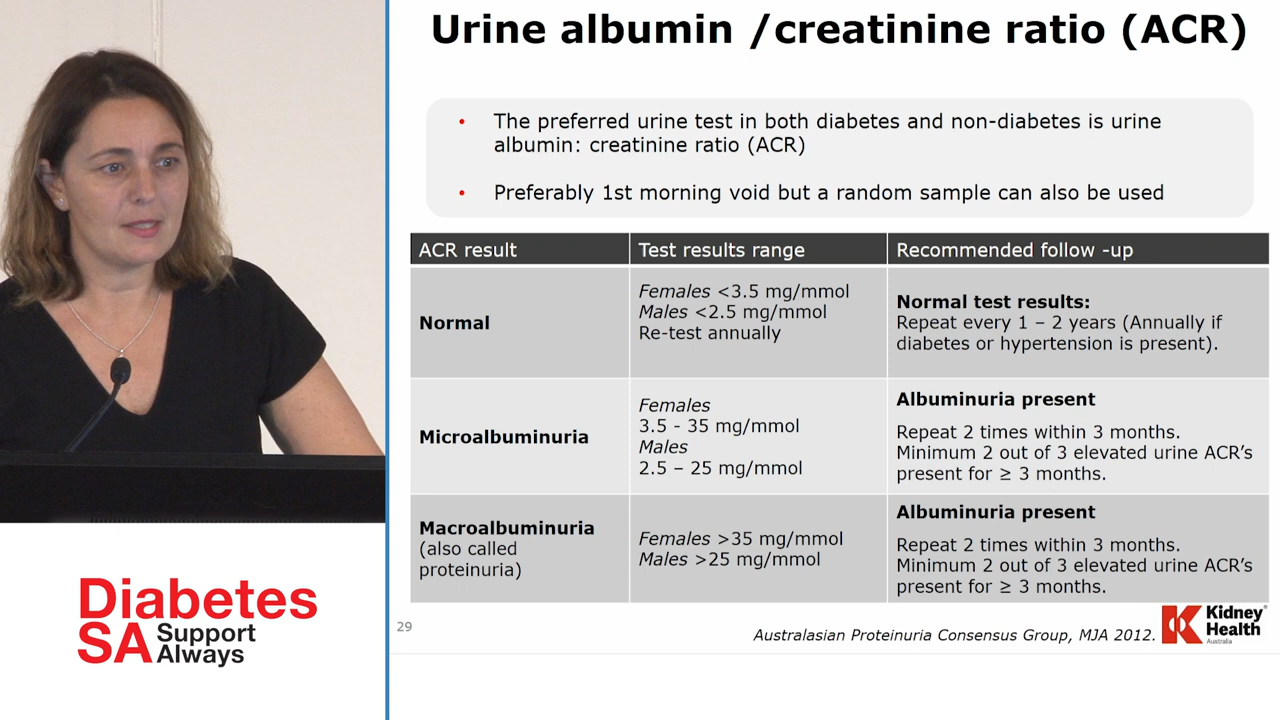 Urine albumin /creatinine ratio (ACR)
• The preferred urine test in both diabetes and non-diabetes is urine
albumin: creatinine ratio (ACR)
• Preferably 1st morning void but a random sample can also be used
ACR result
Test results range
Recommended follow -up
Normal
Females <3.5 mg/mmol
Males <2.5 mg/mmol
Re-test annually
Normal test results:
Repeat every 1 – 2 years (Annually if
diabetes or hypertension is present).
Microalbuminuria
Females
3.5 - 35 mg/mmol
Males
2.5 – 25 mg/mmol
Albuminuria present
Repeat 2 times within 3 months.
Minimum 2 out of 3 elevated urine ACR’s
present for ≥ 3 months.
Macroalbuminuria
(also called
proteinuria)
Females >35 mg/mmol
Males >25 mg/mmol
Albuminuria present
Repeat 2 times within 3 months.
Minimum 2 out of 3 elevated urine ACR’s
present for ≥ 3 months.
29
Australasian Proteinuria Consensus Group, MJA 2012.
Kidney
Health
Australia
Diabetes
SA Support
Always